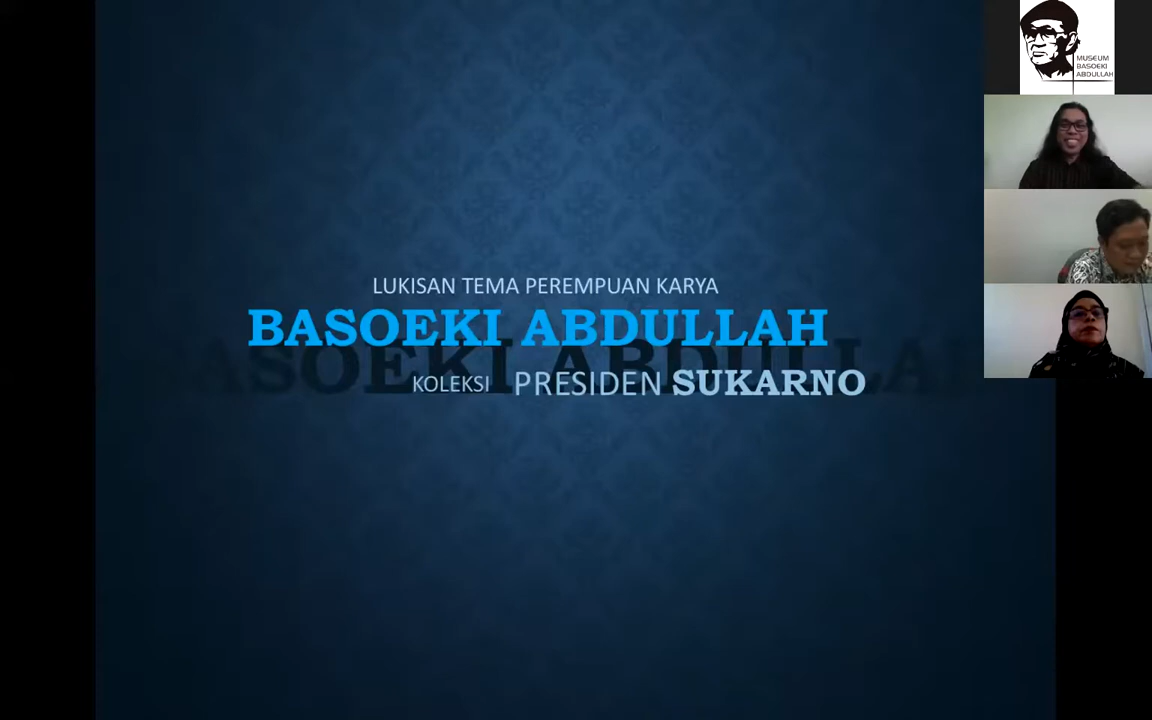 LUKISAN TEMA PEREMPUAN KARYA
BASOEKI ABDULLAH
KOLEKSI PRESIDEN SUKARNO
MUSEUM
BASOEKI
ABDULLAH